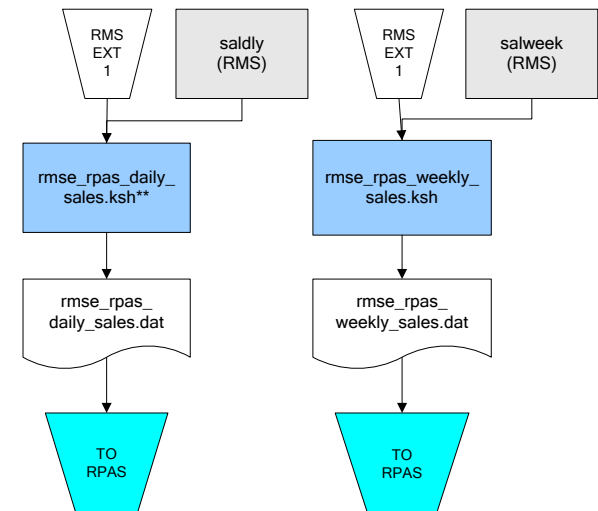 RMS
EXT
1
saldly
(RMS)
RMS
EXT
1
salweek
(RMS)
rmse_rpas_daily_
sales.ksh**
rmse_rpas_weekly_
sales.ksh
rmse_rpas_
daily_sales.dat
rmse_rpas_
weekly_sales.dat
TO
RPAS
TO
RPAS